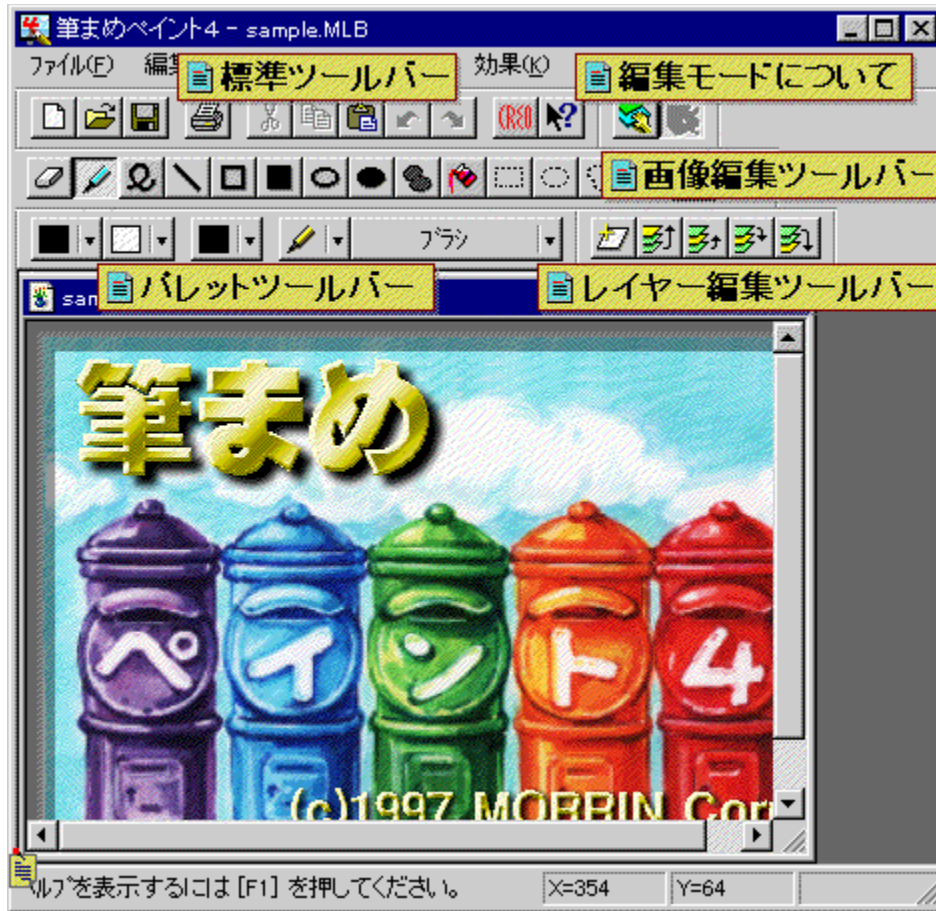 筆まめペイント4 - sample.MLB
ファイル(F) 編集 効果(K)
標準ツールバー
編集モードについて
画像編集ツールバー
ブラシ
パレットツールバー
レイヤー編集ツールバー
筆まめ
ペイント4
(c)1997 MORRIN
ヘルプを表示するには [F1] を押してください。
X=354 Y=64